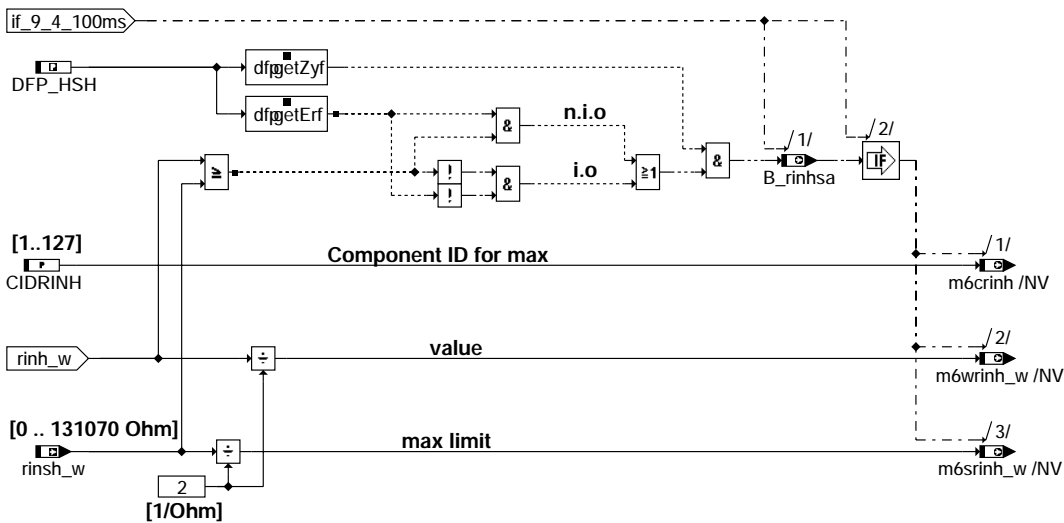 if_9_4_100ms
DFP_HSH
dfpgetZyf
dfpgetErf
n.i.o
i.o
&
&
!
!
≥1
&
/1/
B_rinhsa
/2/
IF
[1..127]
P
CIDRINH
Component ID for max
/1/
m6crinh /NV
rinh_w
÷
value
/2/
m6wrinh_w /NV
[0 .. 131070 Ohm]
rinsh_w
÷
max limit
/3/
m6srinh_w /NV
2
[1/Ohm]